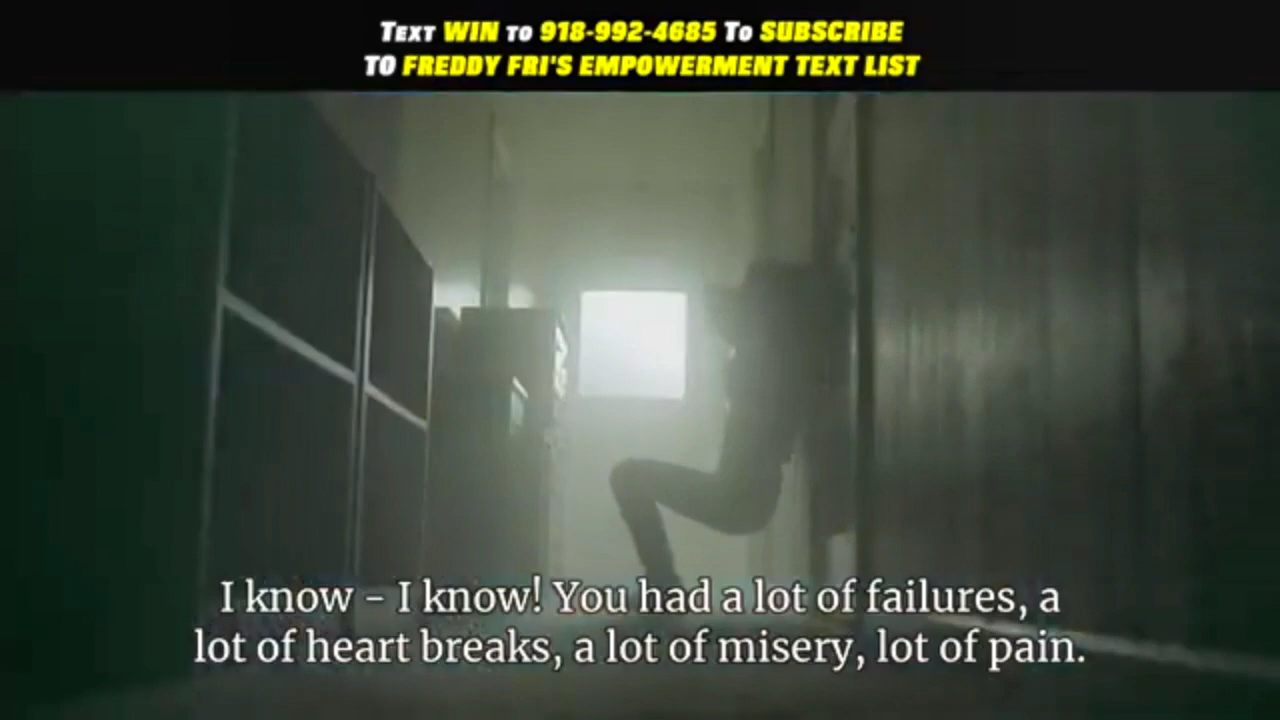 TEXT WIN TO 918-992-4685 TO SUBSCRIBE
TO FREDDY FRI'S EMPOWERMENT TEXT LIST
I know - I know! You had a lot of failures, a
lot of heart breaks, a lot of misery, lot of pain.